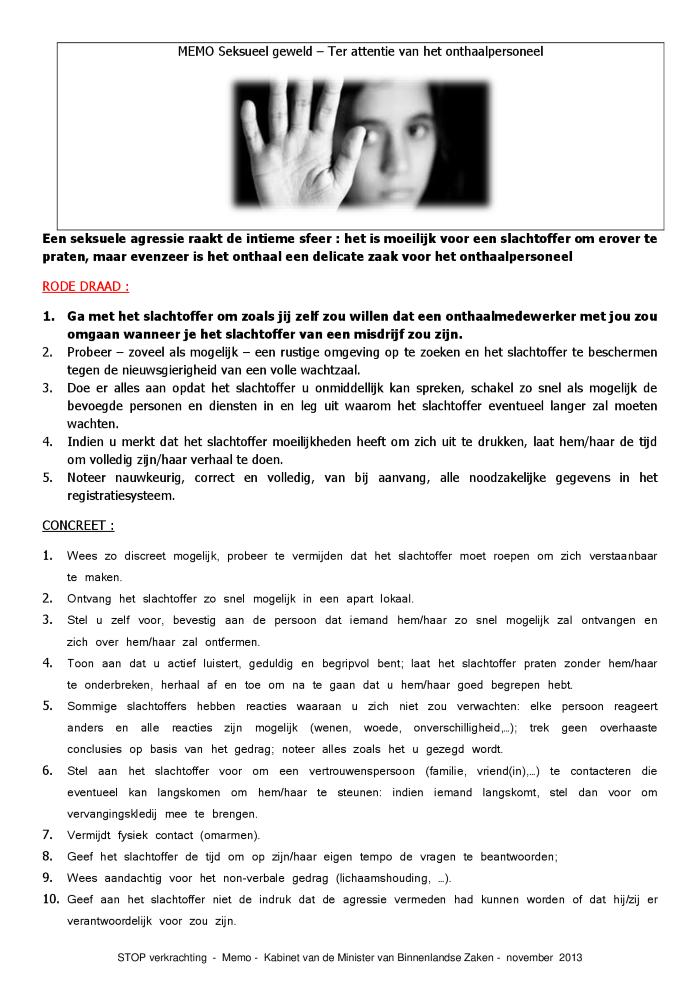 MEMO Seksueel geweld – Ter attentie van het onthaalpersoneel
Een seksuele agressie raakt de intieme sfeer : het is moeilijk voor een slachtoffer om erover te
praten, maar evenzeer is het onthaal een delicate zaak voor het onthaalpersoneel
RODE DRAAD :
1. Ga met het slachtoffer om zoals jij zelf zou willen dat een onthaalmedewerker met jou zou
omgaan wanneer je het slachtoffer van een misdrijf zou zijn.
2. Probeer – zoveel als mogelijk – een rustige omgeving op te zoeken en het slachtoffer te beschermen
tegen de nieuwsgierigheid van een volle wachtzaal.
3. Doe er alles aan opdat het slachtoffer u onmiddellijk kan spreken, schakel zo snel als mogelijk de
bevoegde personen en diensten in en leg uit waarom het slachtoffer eventueel langer zal moeten
wachten.
4. Indien u merkt dat het slachtoffer moeilijkheden heeft om zich uit te drukken, laat hem/haar de tijd
om volledig zijn/haar verhaal te doen.
5. Noteer nauwkeurig, correct en volledig, van bij aanvang, alle noodzakelijke gegevens in het
registratiesysteem.
CONCREET :
1. Wees zo discreet mogelijk, probeer te vermijden dat het slachtoffer moet roepen om zich verstaanbaar
te maken.
2. Ontvang het slachtoffer zo snel mogelijk in een apart lokaal.
3. Stel u zelf voor, bevestig aan de persoon dat iemand hem/haar zo snel mogelijk zal ontvangen en
zich over hem/haar zal ontfermen.
4. Toon aan dat u actief luistert, geduldig en begripvol bent; laat het slachtoffer praten zonder hem/haar
te onderbreken, herhaal af en toe om na te gaan dat u hem/haar goed begrepen hebt.
5. Sommige slachtoffers hebben reacties waaraan u zich niet zou verwachten: elke persoon reageert
anders en alle reacties zijn mogelijk (wenen, woede, onverschilligheid,…); trek geen overhaaste
conclusies op basis van het gedrag; noteer alles zoals het u gezegd wordt.
6. Stel aan het slachtoffer voor om een vertrouwenspersoon (familie, vriend(in),…) te contacteren die
eventueel kan langskomen om hem/haar te steunen: indien iemand langskomt, stel dan voor om
vervangingskledij mee te brengen.
7. Vermijdt fysiek contact (omarmen).
8. Geef het slachtoffer de tijd om op zijn/haar eigen tempo de vragen te beantwoorden;
9. Wees aandachtig voor het non-verbale gedrag (lichaamshouding, …).
10. Geef aan het slachtoffer niet de indruk dat de agressie vermeden had kunnen worden of dat hij/zij er
verantwoordelijk voor zou zijn.
STOP verkrachting - Memo - Kabinet van de Minister van Binnenlandse Zaken - november 2013